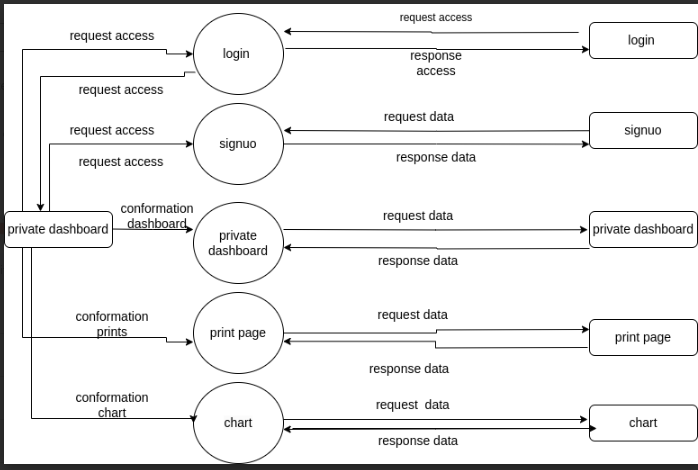 request access
login
request access
login
request access
response
access
request access
request access
signuo
request data
signuo
request access
response data
private dashboard
conformation
dashboard
private
dashboard
request data
private dashboard
response data
conformation
prints
print page
request data
print page
response data
conformation
chart
chart
request  data
chart
response data